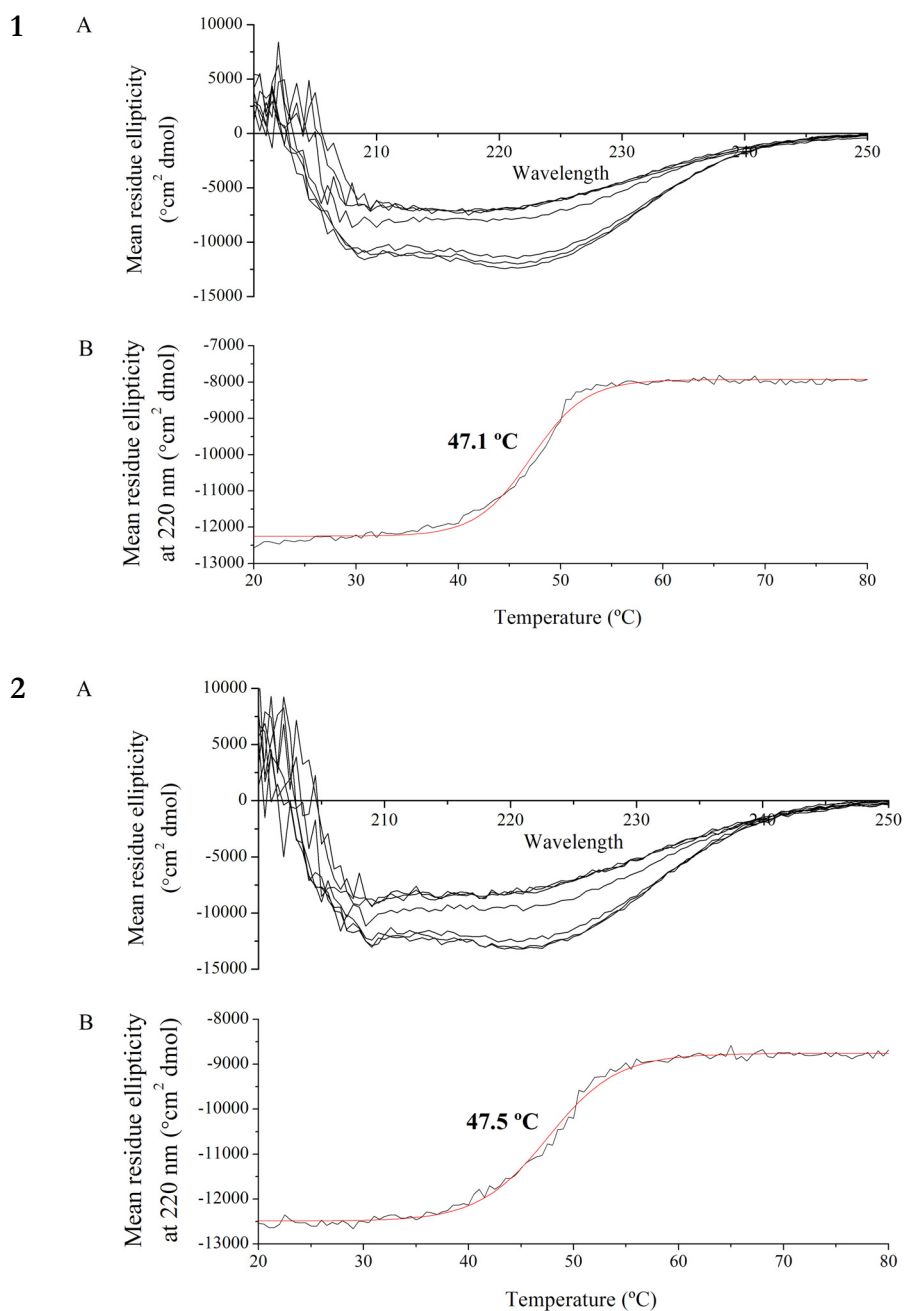 1
A
Mean residue ellipticity
(°cm2 dmol)
10000
5000
0
-5000
-10000
-15000
210
220
230
240
250
Wavelength
B
Mean residue ellipticity
at 220 nm (°cm2 dmol)
-7000
-8000
-9000
-10000
-11000
-12000
-13000
47.1 ºC
20
30
40
50
60
70
80
Temperature (ºC)
2
A
Mean residue ellipticity
(°cm2 dmol)
10000
5000
0
-5000
-10000
-15000
210
220
230
240
250
Wavelength
B
Mean residue ellipticity
at 220 nm (°cm2 dmol)
-8000
-9000
-10000
-11000
-12000
-13000
47.5 ºC
20
30
40
50
60
70
80
Temperature (ºC)